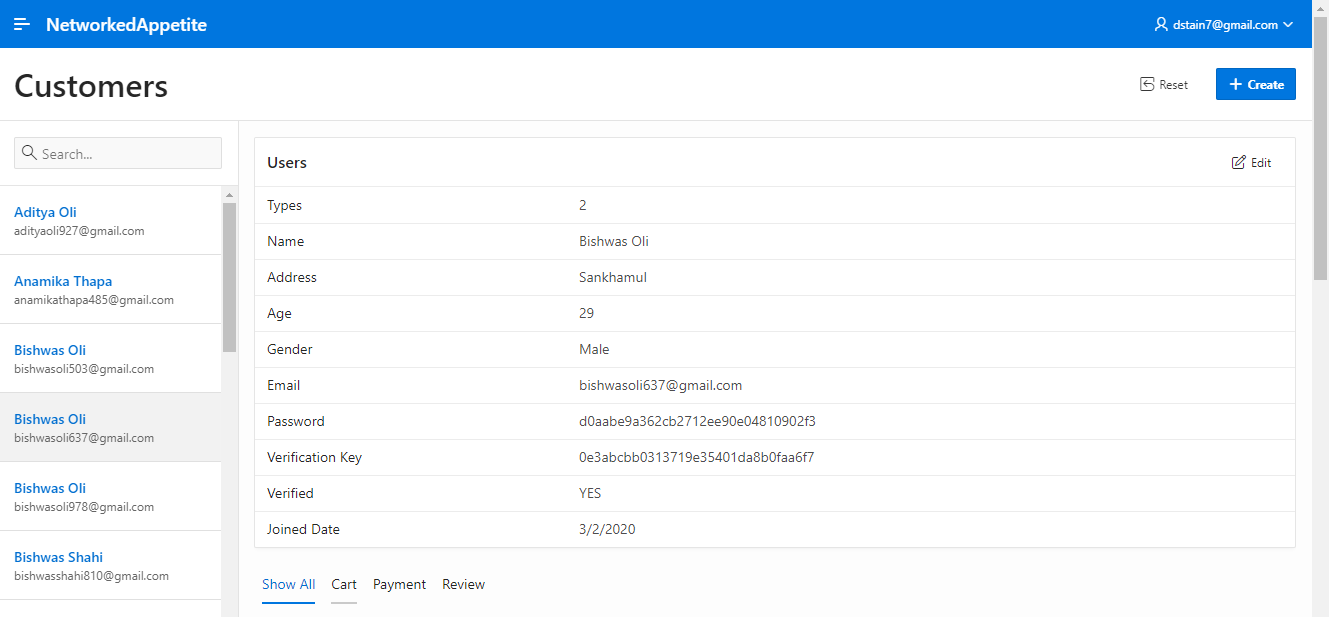 NetworkedAppetite
dstain7@gmail.com
Customers
Reset
Create
Search...
Aditya Oli
adityaoli927@gmail.com
Anamika Thapa
anamikathapa485@gmail.com
Bishwas Oli
bishwasoli503@gmail.com
Bishwas Oli
bishwasoli637@gmail.com
Bishwas Oli
bishwasoli978@gmail.com
Bishwas Shahi
bishwasshahi810@gmail.com
Users
Edit
Types 2
Name Bishwas Oli
Address Sankhamul
Age 29
Gender Male
Email bishwasoli637@gmail.com
Password d0aabe9a362cb2712ee90e04810902f3
Verification Key 0e3abcbb0313719e35401da8b0faa6f7
Verified YES
Joined Date 3/2/2020
Show All Cart Payment Review